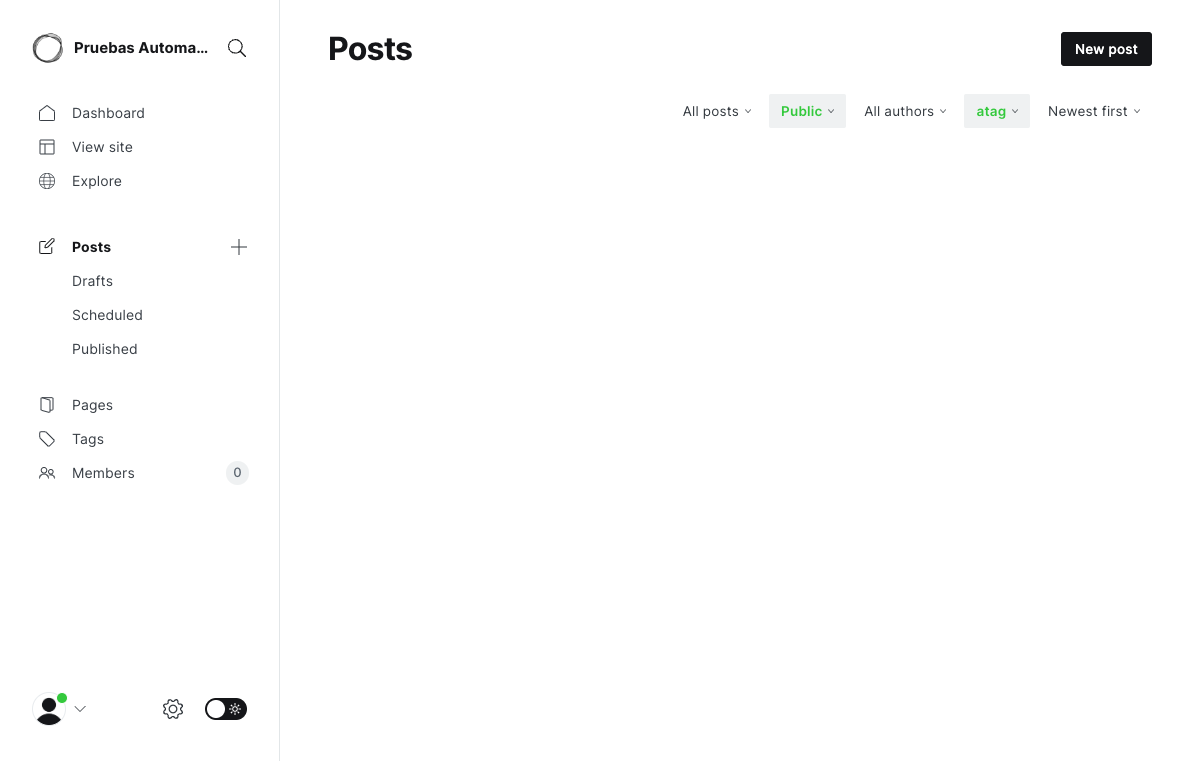 Pruebas Automa...
Dashboard
View site
Explore
Posts
Drafts
Scheduled
Published
Pages
Tags
Members 0
Posts
New post
All posts Public All authors atag Newest first